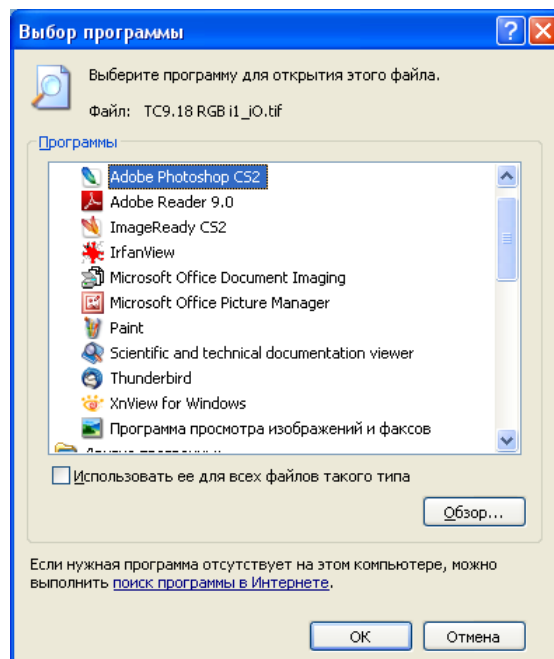 Выбор программы
Выберите программу для открытия этого файла.
Файл: TC9.18 RGB i1_iO.tif
Программы
Adobe Photoshop CS2
Adobe Reader 9.0
ImageReady CS2
IrfanView
Microsoft Office Document Imaging
Microsoft Office Picture Manager
Paint
Scientific and technical documentation viewer
Thunderbird
XnView for Windows
Программа просмотра изображений и факсов
Использовать ее для всех файлов такого типа
Обзор...
Если нужная программа отсутствует на этом компьютере, можно
выполнить поиск программы в Интернете.
ОК Отмена